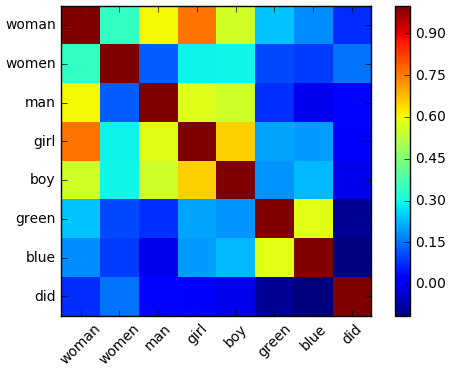 woman
women
man
girl
boy
green
blue
did
woman
women
man
girl
boy
green
blue
did
0.90
0.75
0.60
0.45
0.30
0.15
0.00